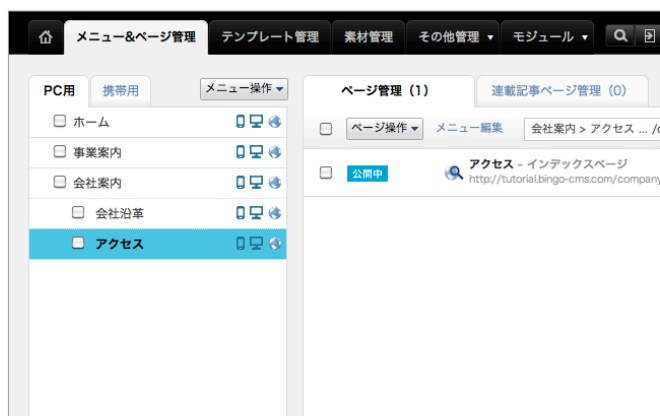 メニュー&ページ管理 テンプレート管理 素材管理 その他管理 ▼ モジュール ▼
PC用 携帯用 メニュー操作▼
ホーム
事業案内
会社案内
会社沿革
アクセス
ページ管理（1） 連載記事ページ管理（0）
ページ操作▼ メニュー編集 会社案内 > アクセス ... /
公開中 アクセス - インデックスページ
http://tutorial.bingo-cms.com/company